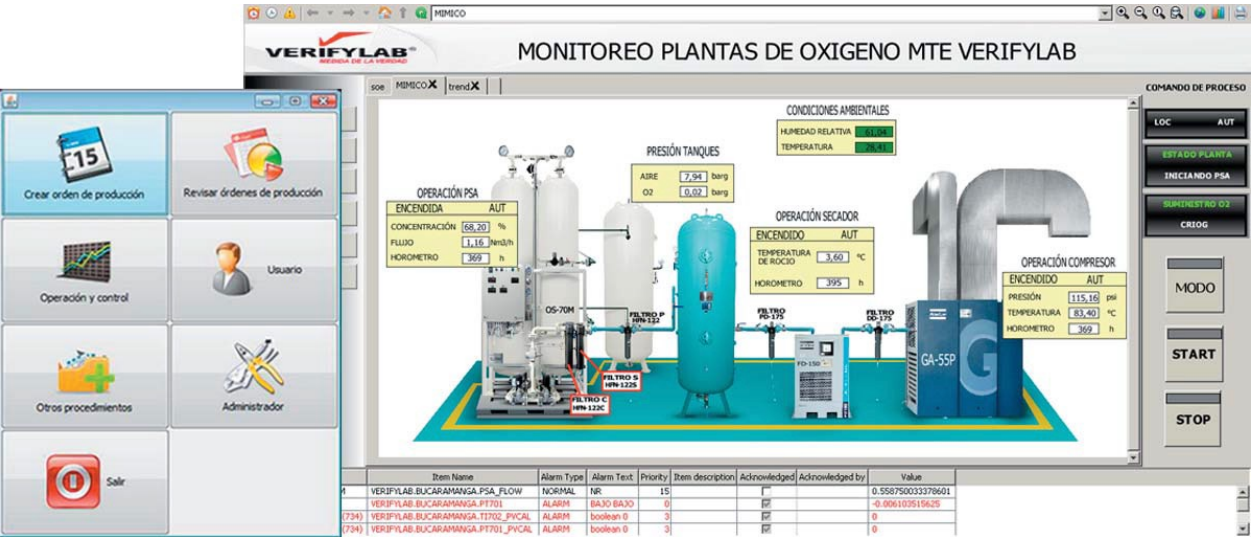 MIMICO
VERIFYLAB®
MEDIDA DE LA VERDAD
MONITOREO PLANTAS DE OXIGENO MTE VERIFYLAB
soe MIMICO X trend X
COMANDO DE PROCESO
LOC AUT
ESTADO PLANTA
INICIANDO PSA
SUMINISTRO O2
CRIOG
MODO
START
STOP
CONDICIONES AMBIENTALES
HUMEDAD RELATIVA 61,04
TEMPERATURA 28,41
PRESIÓN TANQUES
AIRE 7,94 barg
O2 0,02 barg
OPERACIÓN PSA
ENCENDIDA AUT
CONCENTRACIÓN 68,20 %
FLUJO 1,16 Nm3/h
HOROMETRO 369 h
OPERACIÓN SECADOR
ENCENDIDO AUT
TEMPERATURA DE ROCIO 3,60 ºC
HOROMETRO 395 h
OPERACIÓN COMPRESOR
ENCENDIDO AUT
PRESIÓN 115,16 psi
TEMPERATURA 83,40 ºC
HOROMETRO 369 h
OS-70M
FILTRO P
HFN-122
FILTRO
PD-175
FILTRO
DD-175
GA-55P
G
FD-150
FILTRO S
HFN-122S
FILTRO C
HFN-122C
15
Crear orden de producción
Revisar órdenes de producción
Operación y control
Usuario
Otros procedimientos
Administrador
Salir
Item Name Alarm Type Alarm Text Priority Item description Acknowledged Acknowledged by Value
M VERIFYLAB.BUCARAMANGA.PSA_FLOW NORMAL NR 15 0.558750033378601
VERIFYLAB.BUCARAMANGA.PT701 ALARM BAJO BAJO 0 -0.006103515625
(734) VERIFYLAB.BUCARAMANGA.TI702_PVCAL ALARM boolean 0 3 0
(734) VERIFYLAB.BUCARAMANGA.PT701_PVCAL ALARM boolean 0 3 0